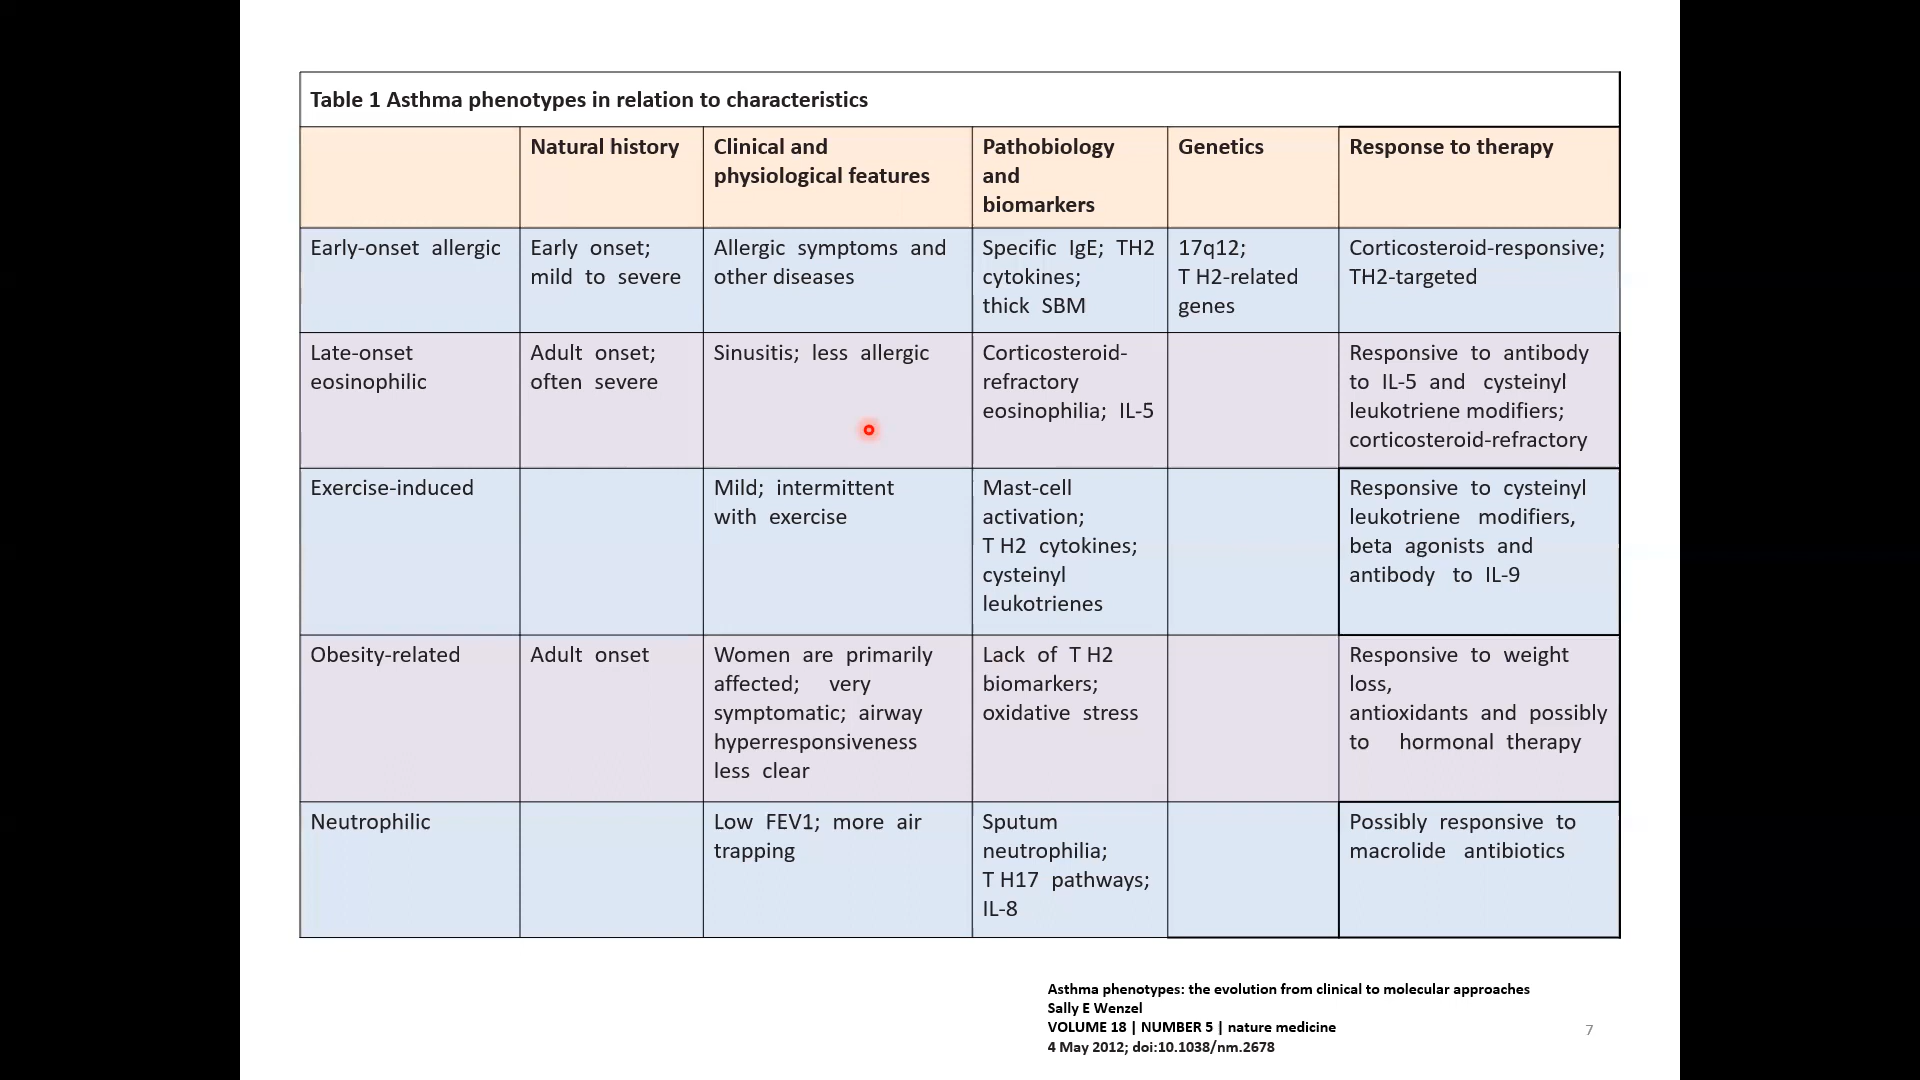 Table 1 Asthma phenotypes in relation to characteristics
Natural history
Clinical and
physiological features
Pathobiology
and
biomarkers
Genetics
Response to therapy
Early-onset allergic
Early onset;
mild to severe
Allergic symptoms and
other diseases
Specific IgE; TH2
cytokines;
thick SBM
17q12;
T H2-related
genes
Corticosteroid-responsive;
TH2-targeted
Late-onset
eosinophilic
Adult onset;
often severe
Sinusitis; less allergic
Corticosteroid-
refractory
eosinophilia; IL-5
Responsive to antibody
to IL-5 and cysteinyl
leukotriene modifiers;
corticosteroid-refractory
Exercise-induced
Mild; intermittent
with exercise
Mast-cell
activation;
T H2 cytokines;
cysteinyl
leukotrienes
Responsive to cysteinyl
leukotriene modifiers,
beta agonists and
antibody to IL-9
Obesity-related
Adult onset
Women are primarily
affected; very
symptomatic; airway
hyperresponsiveness
less clear
Lack of T H2
biomarkers;
oxidative stress
Responsive to weight
loss,
antioxidants and possibly
to hormonal therapy
Neutrophilic
Low FEV1; more air
trapping
Sputum
neutrophilia;
T H17 pathways;
IL-8
Possibly responsive to
macrolide antibiotics
Asthma phenotypes: the evolution from clinical to molecular approaches
Sally E Wenzel
VOLUME 18 | NUMBER 5 | nature medicine
4 May 2012; doi:10.1038/nm.2678
7